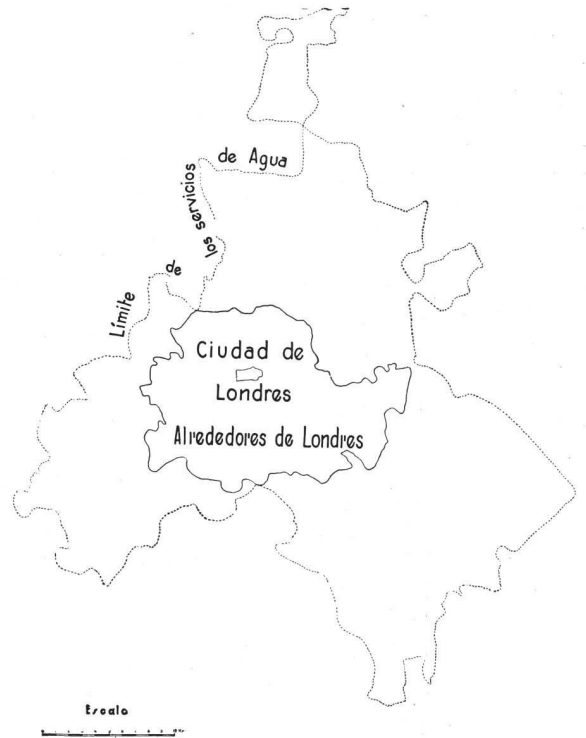 Límite de los servicios de Agua
Ciudad de
Londres
Alrededores de Londres
Escala